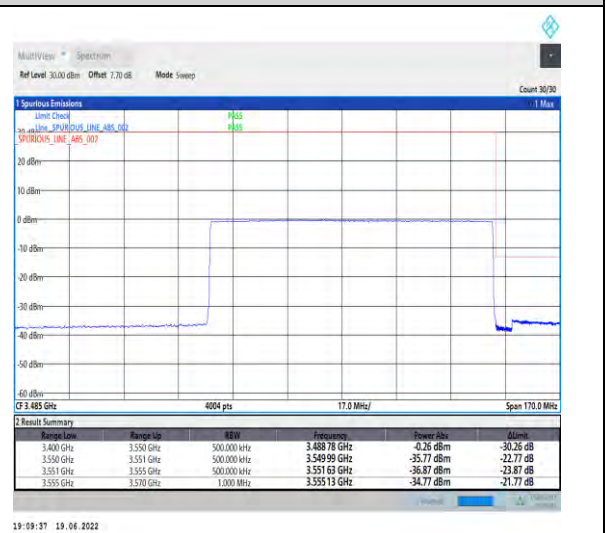 MultiView Spectrum
Ref Level 30.00 dBm Offset 7.70 dB Mode Sweep
Count 30/30
1 Spurious Emissions 1 Max
Limit Check PASS
Line _SPURIOUS_LINE_ABS_002 PASS
_SPURIOUS_LINE_ABS_002
20 dBm
10 dBm
0 dBm
-10 dBm
-20 dBm
-30 dBm
-40 dBm
-50 dBm
-60 dBm
CF 3.485 GHz 4004 pts 17.0 MHz/ Span 170.0 MHz
2 Result Summary
Range Low Range Up RBW Frequency Power Abs ΔLimit
3.400 GHz 3.550 GHz 500.000 kHz 3.488 78 GHz -0.26 dBm -30.26 dB
3.550 GHz 3.551 GHz 500.000 kHz 3.549 99 GHz -35.77 dBm -22.77 dB
3.551 GHz 3.555 GHz 500.000 kHz 3.551 63 GHz -36.87 dBm -23.87 dB
3.555 GHz 3.570 GHz 1.000 MHz 3.555 13 GHz -34.77 dBm -21.77 dB
19:09:37 19.06.2022